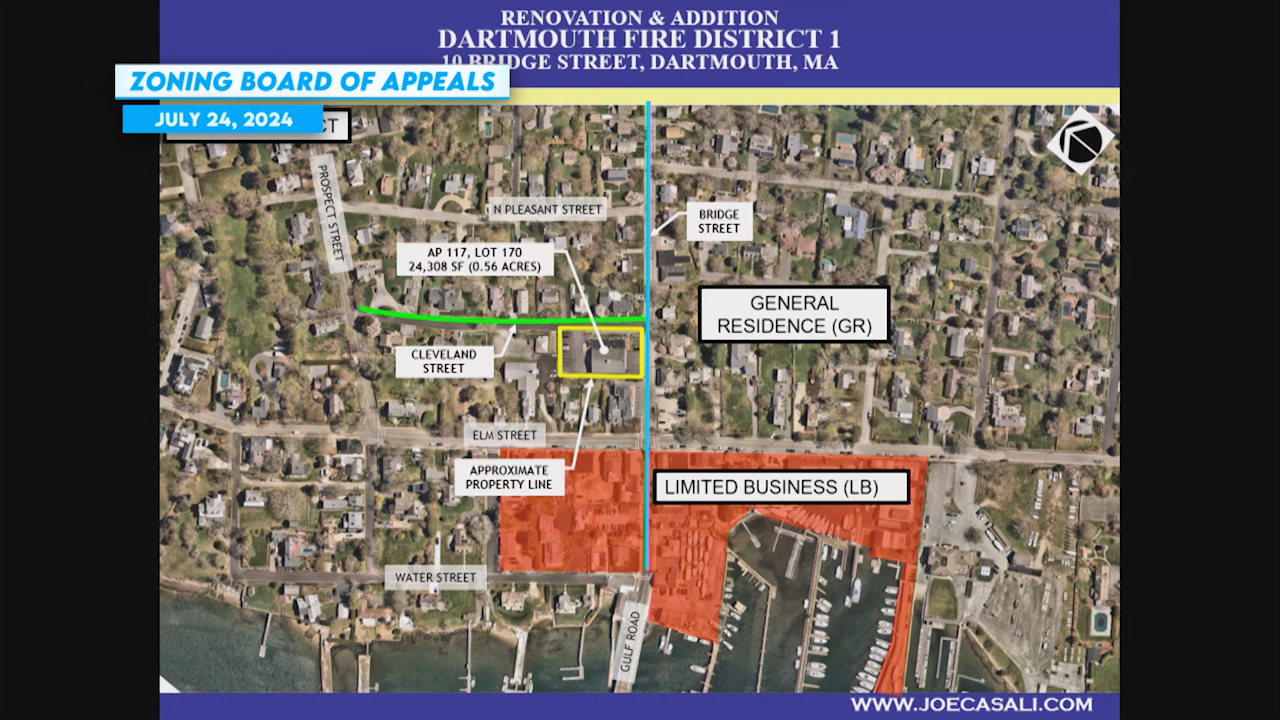 RENOVATION & ADDITION
DARTMOUTH FIRE DISTRICT 1
10 BRIDGE STREET, DARTMOUTH, MA
ZONING BOARD OF APPEALS
JULY 24, 2024
CT
PROSPECT STREET
N PLEASANT STREET
BRIDGE
STREET
AP 117, LOT 170
24,308 SF (0.56 ACRES)
GENERAL
RESIDENCE (GR)
CLEVELAND
STREET
ELM STREET
APPROXIMATE
PROPERTY LINE
LIMITED BUSINESS (LB)
WATER STREET
GULF ROAD
WWW.JOECASALI.COM